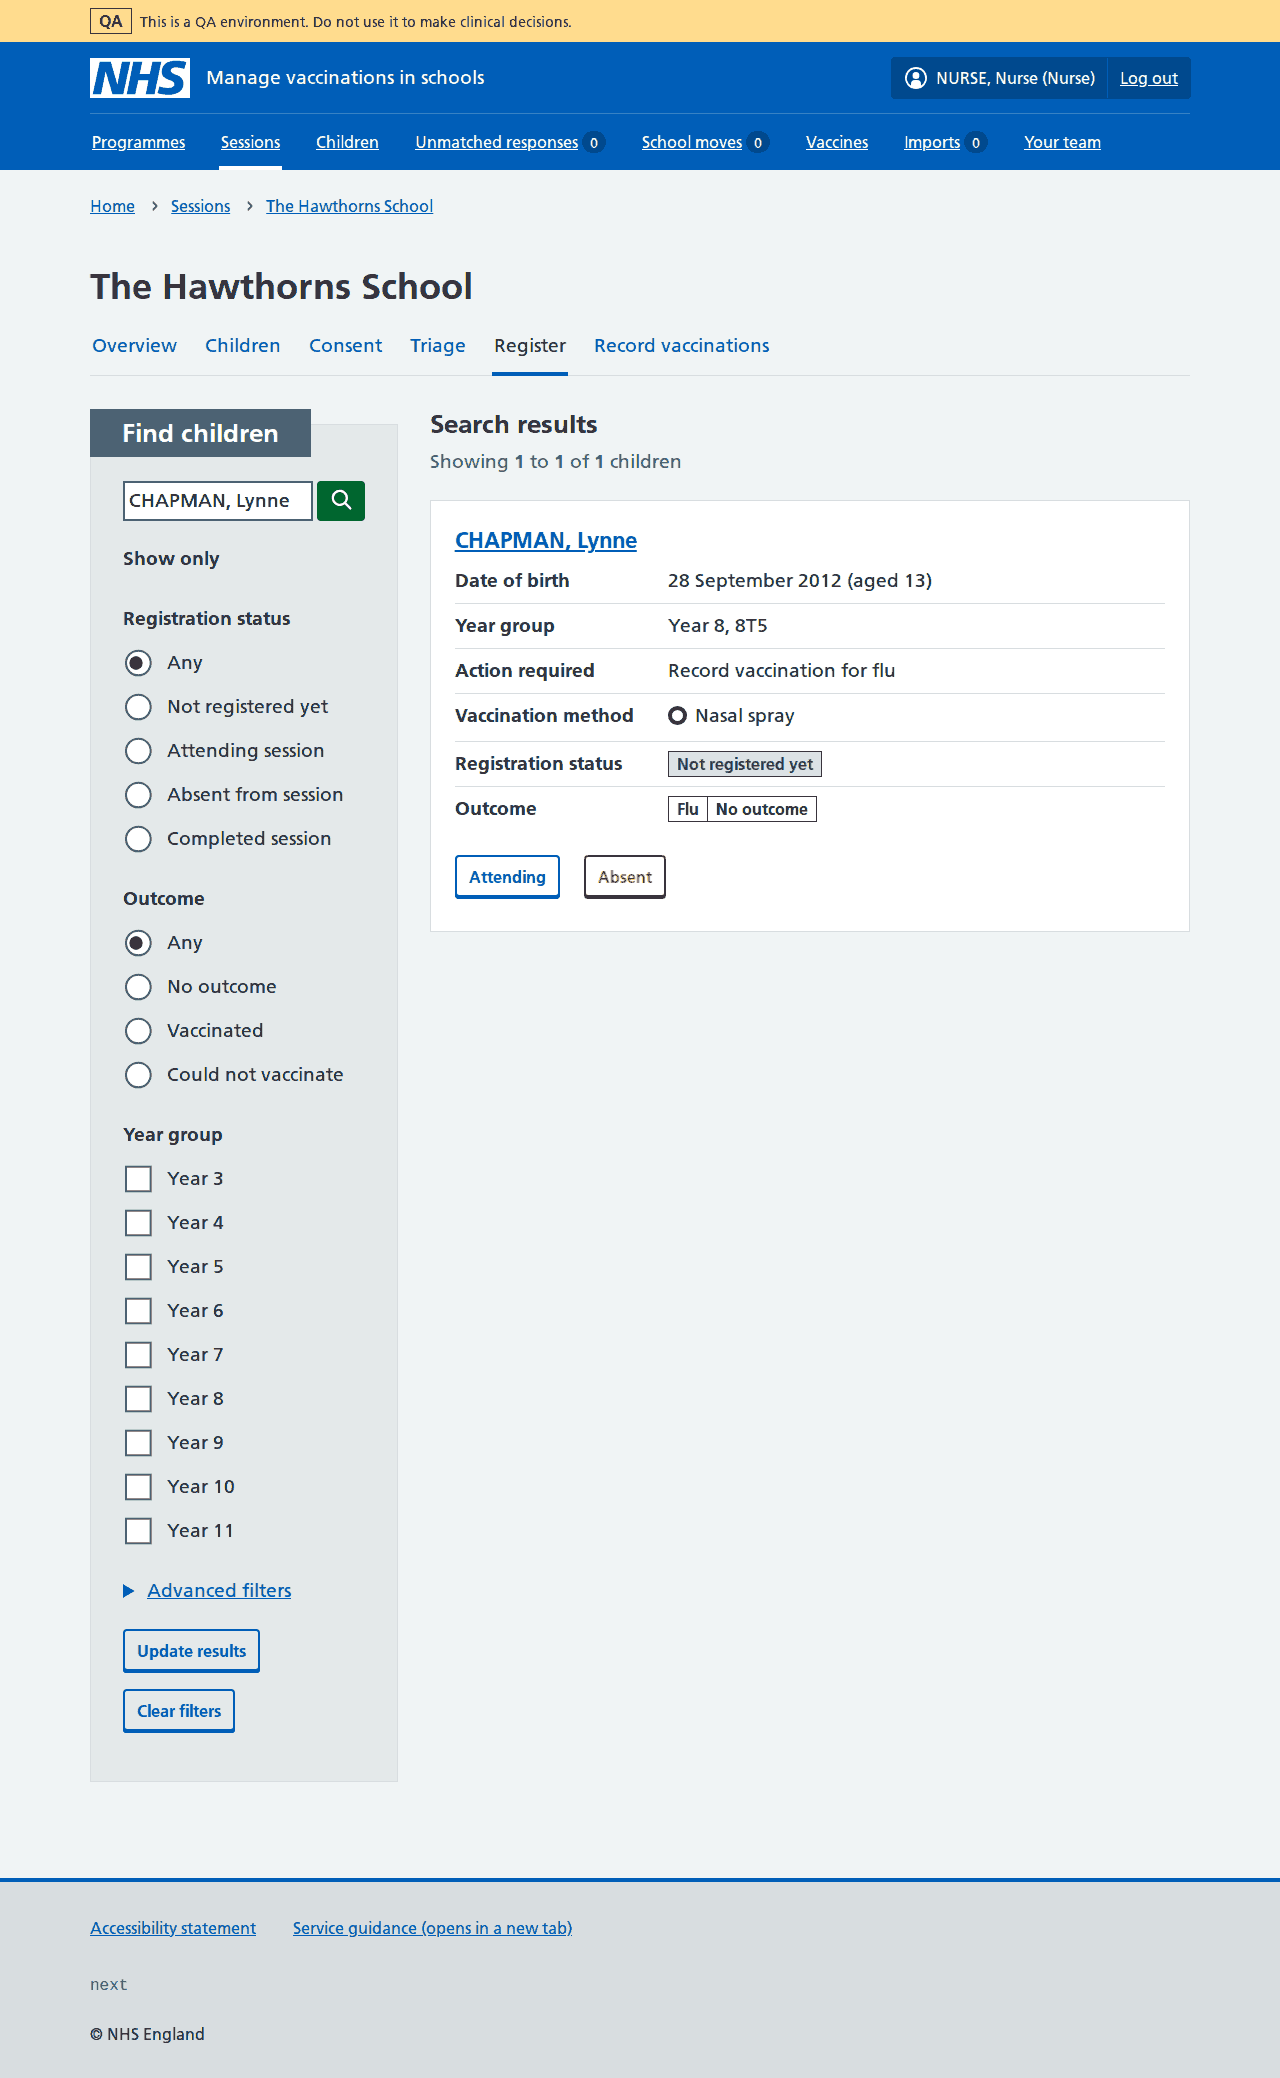 QA This is a QA environment. Do not use it to make clinical decisions.
NHS Manage vaccinations in schools
NURSE, Nurse (Nurse) Log out
Programmes Sessions Children Unmatched responses 0 School moves 0 Vaccines Imports 0 Your team
Home Sessions The Hawthorns School
The Hawthorns School
Overview Children Consent Triage Register Record vaccinations
Find children
CHAPMAN, Lynne
Show only
Registration status
Any
Not registered yet
Attending session
Absent from session
Completed session
Outcome
Any
No outcome
Vaccinated
Could not vaccinate
Year group
Year 3
Year 4
Year 5
Year 6
Year 7
Year 8
Year 9
Year 10
Year 11
Advanced filters
Update results
Clear filters
Search results
Showing 1 to 1 of 1 children
CHAPMAN, Lynne
Date of birth 28 September 2012 (aged 13)
Year group Year 8, 8T5
Action required Record vaccination for flu
Vaccination method Nasal spray
Registration status Not registered yet
Outcome Flu No outcome
Attending Absent
Accessibility statement Service guidance (opens in a new tab)
next
© NHS England